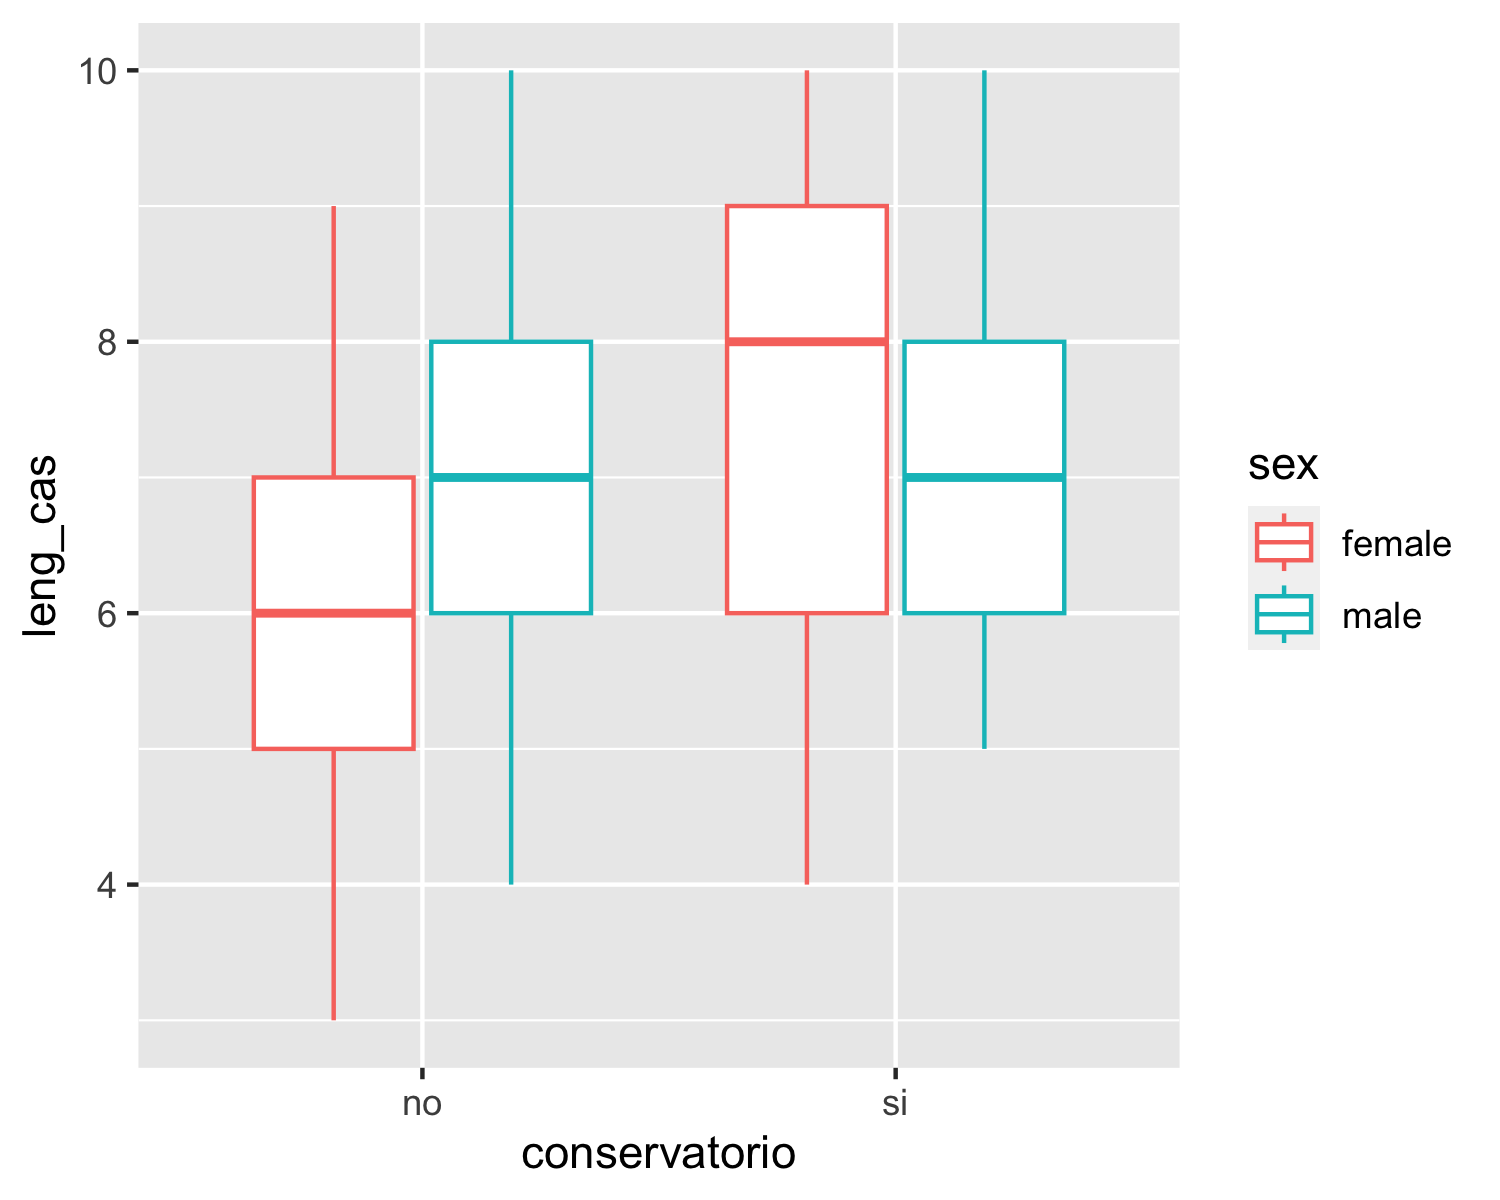 10
8
6
4
leng_cas
no
si
conservatorio
sex
female
male